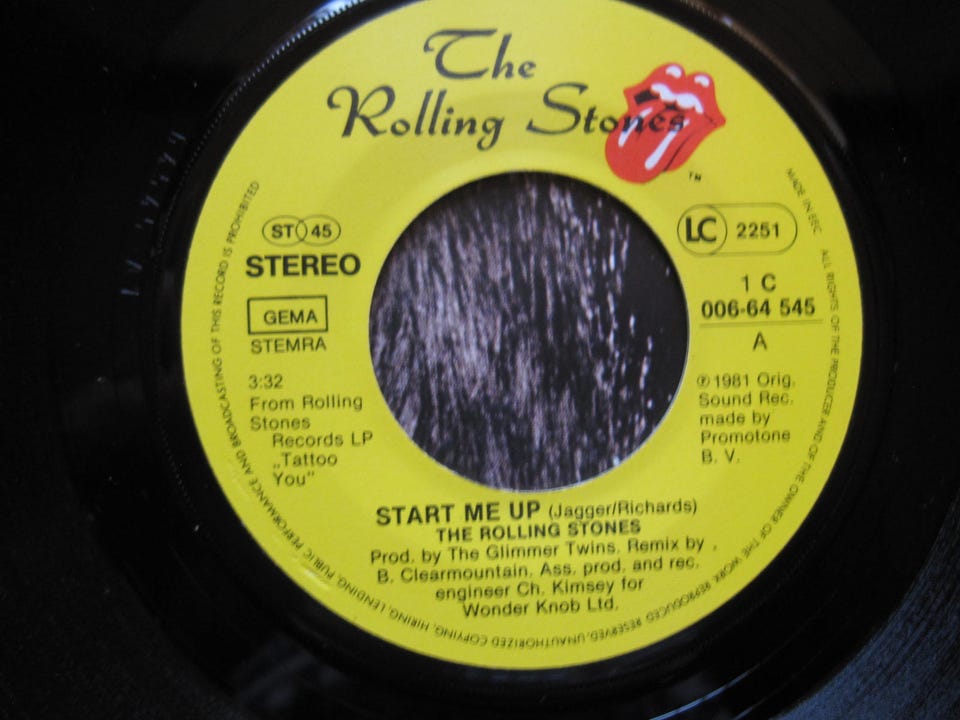 The
Rolling Stones
TM
ST 45
STEREO
GEMA
STEMRA
3:32
From Rolling
Stones
Records LP
„Tattoo
You"
LC 2251
1 C
006-64 545
A
℗ 1981 Orig.
Sound Rec.
made by
Promotone
B. V.
START ME UP (Jagger/Richards)
THE ROLLING STONES
Prod. by The Glimmer Twins. Remix by
B. Clearmountain. Ass. prod. and rec.
engineer Ch. Kimsey for
Wonder Knob Ltd.
MADE IN EEC ALL RIGHTS OF THE PRODUCER AND OF THE OWNER OF THE WORK REPRODUCED RESERVED. UNAUTHORIZED COPYING, HIRING, LENDING, PUBLIC PERFORMANCE AND BROADCASTING OF THIS RECORD IS PROHIBITED